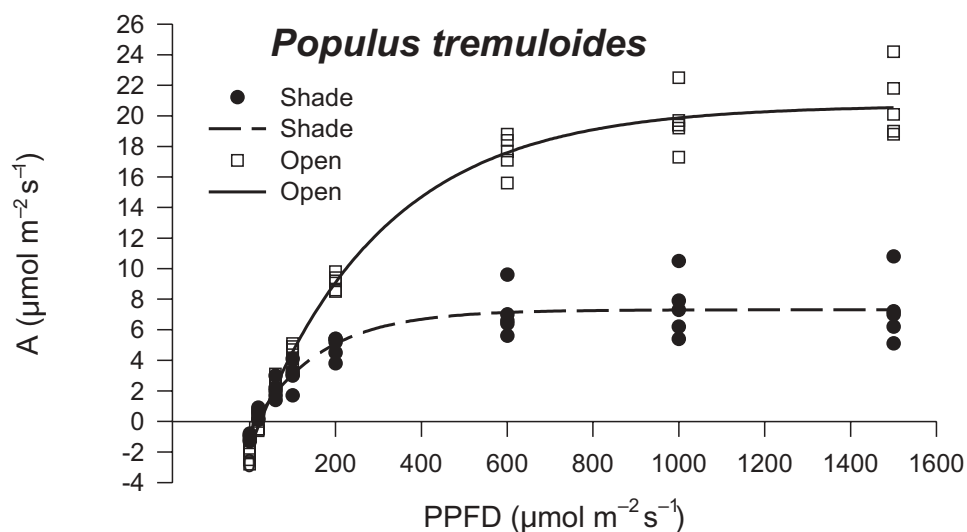 Populus tremuloides
Shade
Shade
Open
Open
A (µmol m⁻² s⁻¹)
26
24
22
20
18
16
14
12
10
8
6
4
2
0
-2
-4
200 400 600 800 1000 1200 1400 1600
PPFD (µmol m⁻² s⁻¹)